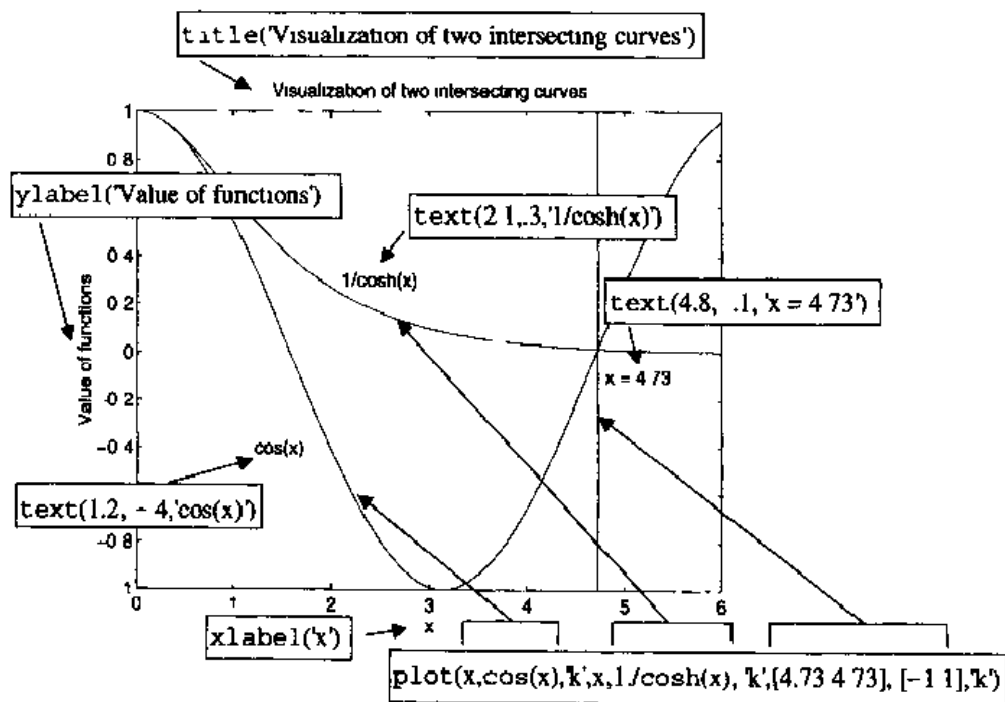 title('Visualization of two intersecting curves')
Visualization of two intersecting curves
1
0 8
ylabel('Value of functions')
text(2 1,.3,'1/cosh(x)')
0 4
1/cosh(x)
0 2
text(4.8, .1, 'x = 4 73')
0
x = 4 73
Value of functions
-0 2
-0 4
cos(x)
text(1.2, - 4,'cos(x)')
-0 8
1
0 1 2 3 4 5 6
xlabel('x')
x
plot(x,cos(x),'k',x,1./cosh(x), 'k',[4.73 4 73], [-1 1],'k')